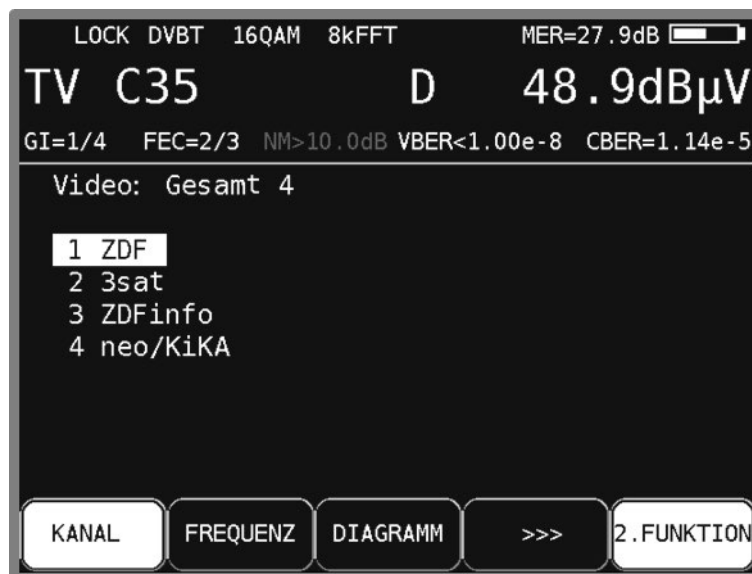 LOCK DVBT 16QAM 8kFFT MER=27.9dB
TV C35 D 48.9dBµV
GI=1/4 FEC=2/3 NM>10.0dB VBER<1.00e-8 CBER=1.14e-5
Video: Gesamt 4
1 ZDF
2 3sat
3 ZDFinfo
4 neo/KiKA
KANAL FREQUENZ DIAGRAMM >>> 2.FUNKTION